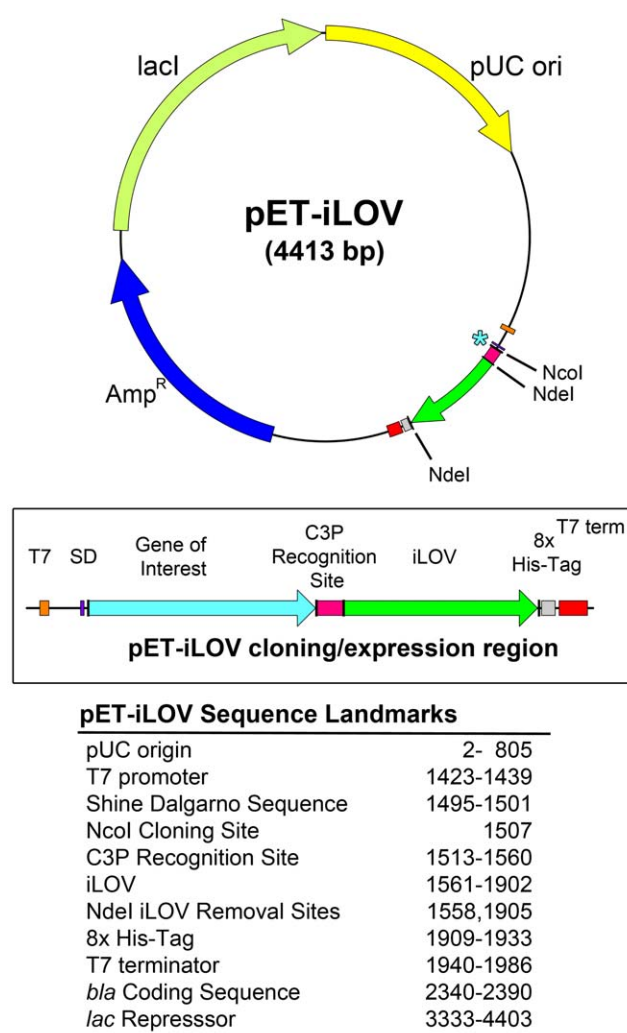 lacI
pUC ori
pET-iLOV
(4413 bp)
*
NcoI
NdeI
Amp^R
NdeI
T7 SD Gene of Interest C3P Recognition Site iLOV 8x His-Tag T7 term
pET-iLOV cloning/expression region
pET-iLOV Sequence Landmarks
pUC origin 2- 805
T7 promoter 1423-1439
Shine Dalgarno Sequence 1495-1501
NcoI Cloning Site 1507
C3P Recognition Site 1513-1560
iLOV 1561-1902
NdeI iLOV Removal Sites 1558,1905
8x His-Tag 1909-1933
T7 terminator 1940-1986
bla Coding Sequence 2340-2390
lac Represssor 3333-4403